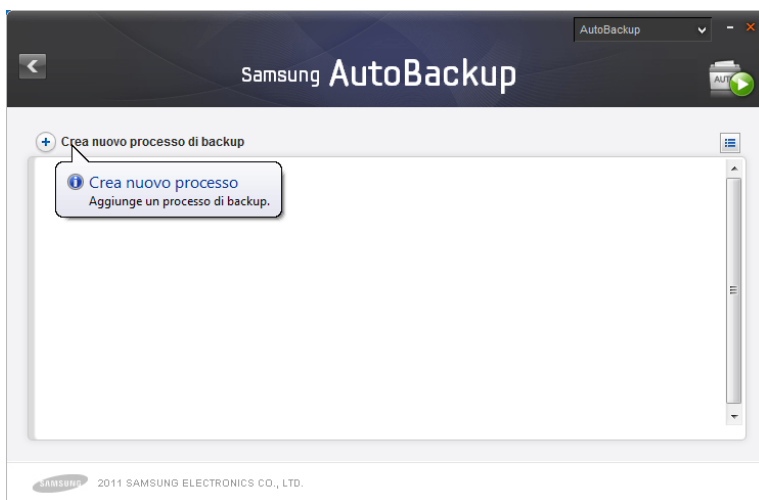 AutoBackup
samsung AutoBackup
AUT
Crea nuovo processo di backup
Crea nuovo processo
Aggiunge un processo di backup.
SAMSUNG 2011 SAMSUNG ELECTRONICS CO., LTD.